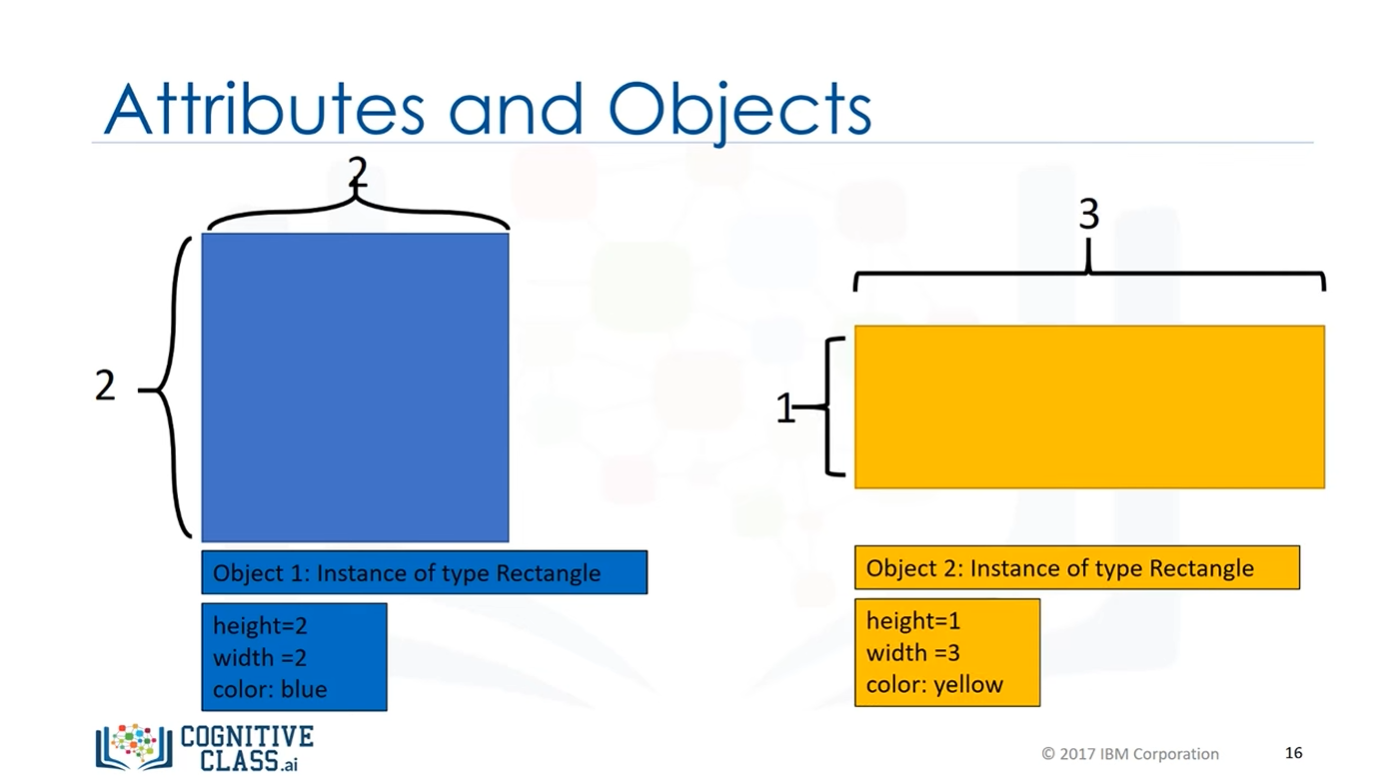 Attributes and Objects
2
2
3
1
Object 1: Instance of type Rectangle
height=2
width =2
color: blue
Object 2: Instance of type Rectangle
height=1
width =3
color: yellow
COGNITIVE
CLASS.ai
© 2017 IBM Corporation
16